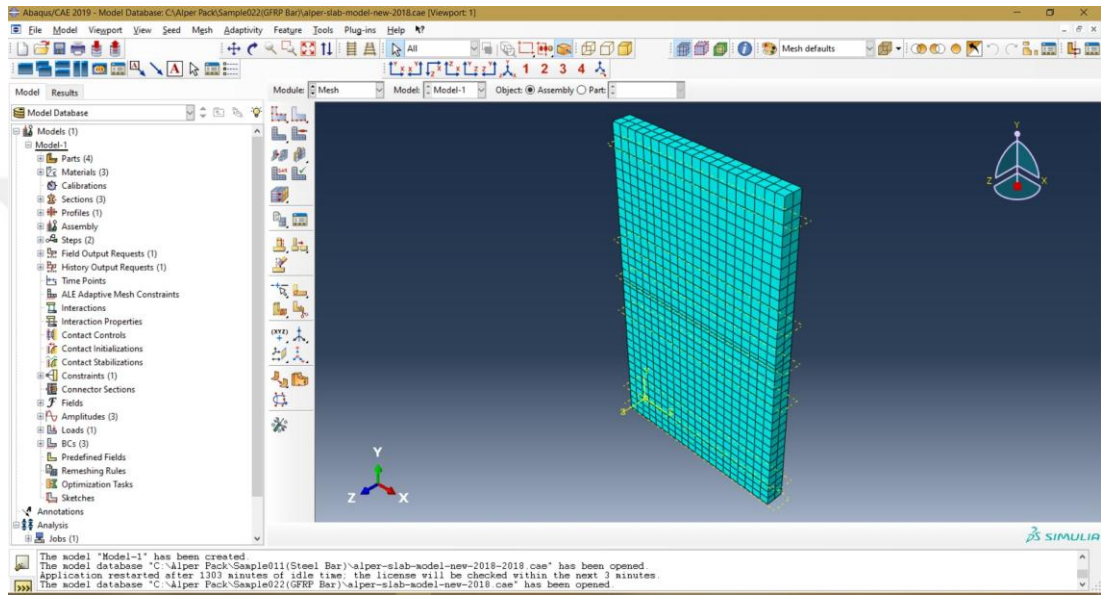 Abaqus/CAE 2019 - Model Database: C:\Alper Pack\Sample022(GFRP Bar)\alper-slab-model-new-2018.cae [Viewport: 1]
File Model Viewport View Seed Mesh Adaptivity Feature Tools Plug-ins Help
All Mesh defaults
1 2 3 4
Model Results Module: Mesh Model: Model-1 Object: Assembly Part:
Model Database
Models (1)
Model-1
Parts (4)
Materials (3)
Calibrations
Sections (3)
Profiles (1)
Assembly
Steps (2)
Field Output Requests (1)
History Output Requests (1)
Time Points
ALE Adaptive Mesh Constraints
Interactions
Interaction Properties
Contact Controls
Contact Initializations
Contact Stabilizations
Constraints (1)
Connector Sections
Fields
Amplitudes (3)
Loads (1)
BCs (3)
Predefined Fields
Remeshing Rules
Optimization Tasks
Sketches
Annotations
Analysis
Jobs (1)
(XYZ)
Y
Z X
Y
Z X
SIMULIA
The model "Model-1" has been created.
The model database "C:\Alper Pack\Sample011(Steel Bar)\alper-slab-model-new-2018-2018.cae" has been opened.
Application restarted after 1303 minutes of idle time; the license will be checked within the next 3 minutes.
The model database "C:\Alper Pack\Sample022(GFRP Bar)\alper-slab-model-new-2018.cae" has been opened.